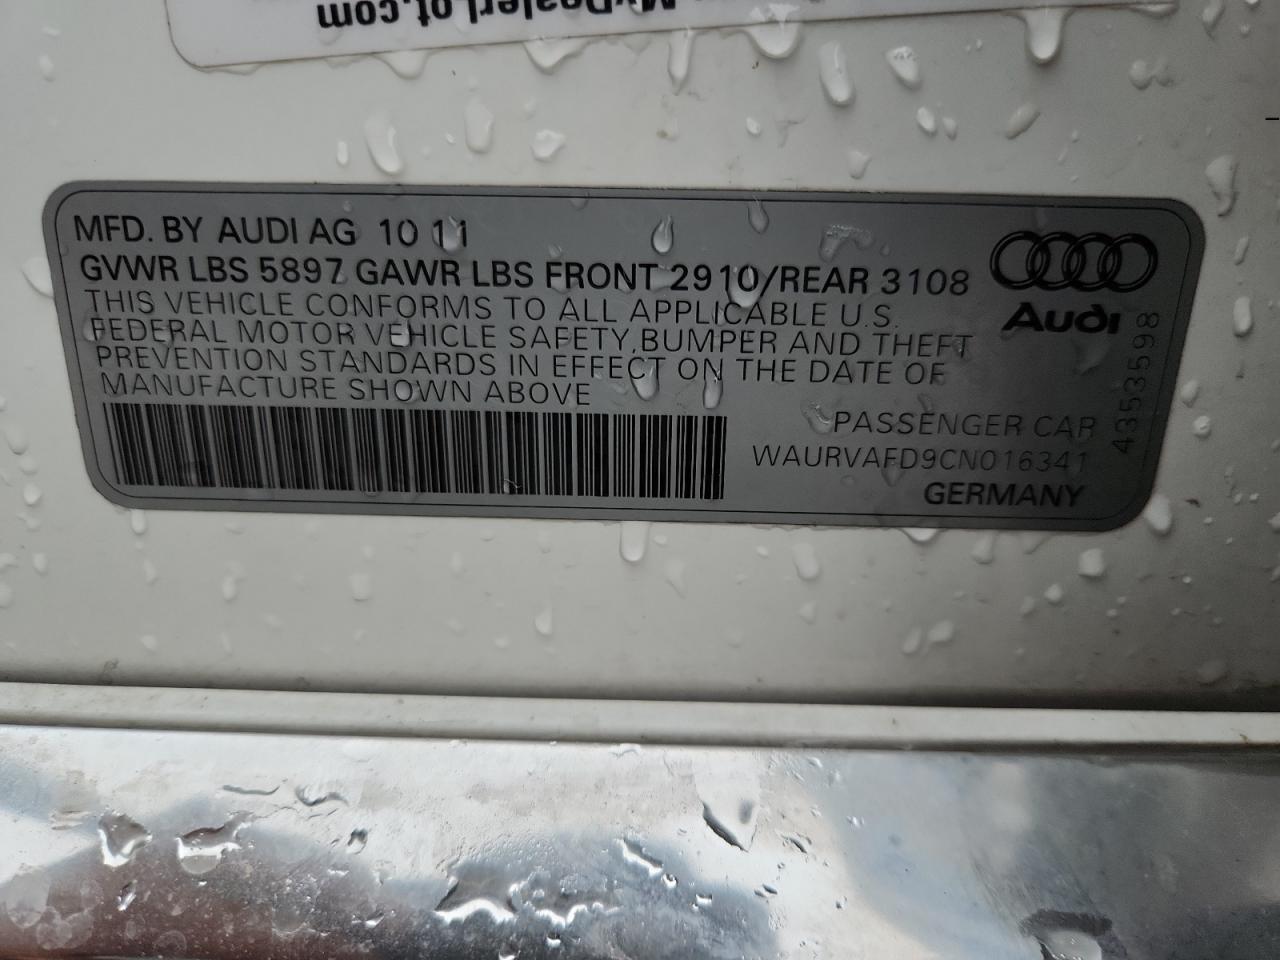 MyDealerLot.com
MFD. BY AUDI AG 10 11
GVWR LBS 5897 GAWR LBS FRONT 2910/REAR 3108
THIS VEHICLE CONFORMS TO ALL APPLICABLE U.S.
FEDERAL MOTOR VEHICLE SAFETY, BUMPER AND THEFT
PREVENTION STANDARDS IN EFFECT ON THE DATE OF
MANUFACTURE SHOWN ABOVE
Audi
4353598
PASSENGER CAR
WAURVAFD9CN016341
GERMANY